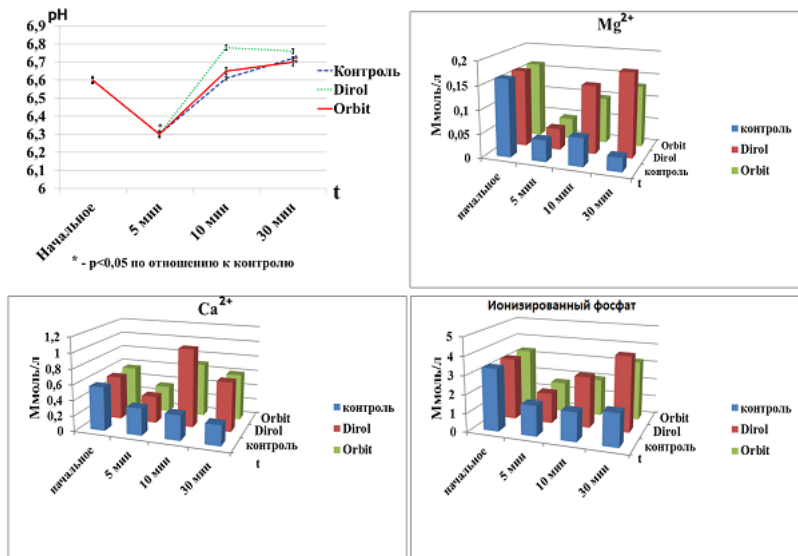 pH
6,9
6,8
6,7
6,6
6,5
6,4
6,3
6,2
6,1
6
Начальное
5 мин
10 мин
30 мин
t
Контроль
Dirol
Orbit
* - p<0,05 по отношению к контролю
Mg2+
Ммоль/л
0,2
0,15
0,1
0,05
0
начальное
5 мин
10 мин
30 мин
Orbit
Dirol
контроль
t
контроль
Dirol
Orbit
Ca2+
Ммоль/л
1,2
1
0,8
0,6
0,4
0,2
0
начальное
5 мин
10 мин
30 мин
Orbit
Dirol
контроль
t
контроль
Dirol
Orbit
Ионизированный фосфат
Ммоль/л
5
4
3
2
1
0
начальное
5 мин
10 мин
30 мин
Orbit
Dirol
контроль
t
контроль
Dirol
Orbit